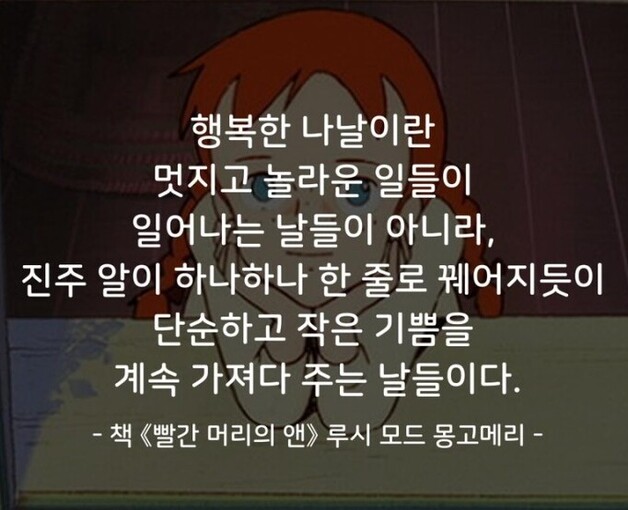 행복한 나날이란
멋지고 놀라운 일들이
일어나는 날들이 아니라,
진주 알이 하나하나 한 줄로 꿰어지듯이
단순하고 작은 기쁨을
계속 가져다 주는 날들이다.
- 책 《빨간 머리의 앤》 루시 모드 몽고메리 -